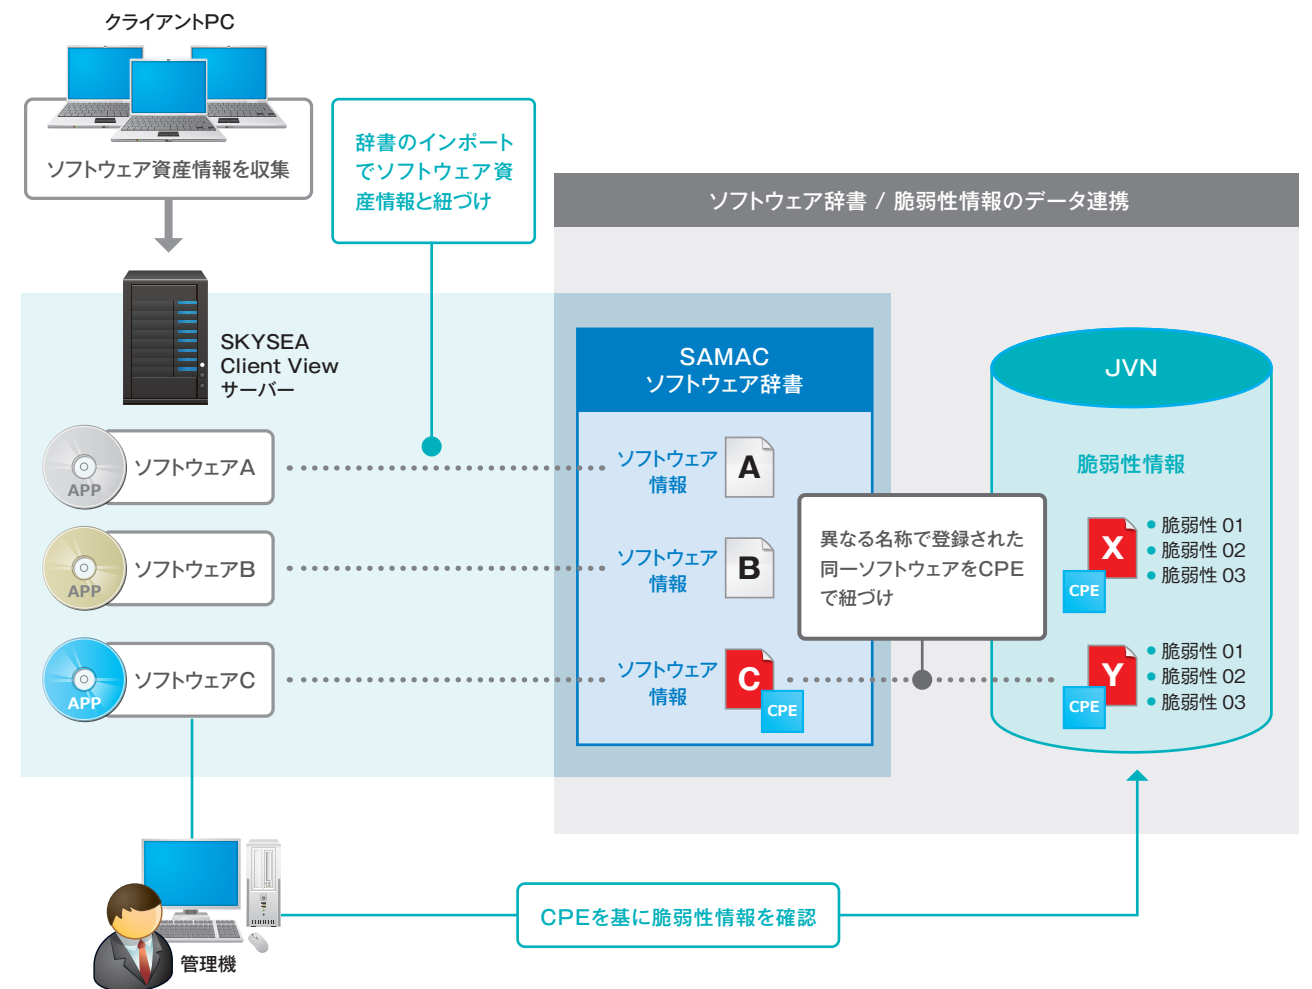 クライアントPC
ソフトウェア資産情報を収集
辞書のインポート
でソフトウェア資
産情報と紐づけ
ソフトウェア辞書 / 脆弱性情報のデータ連携
SKYSEA
Client View
サーバー
SAMAC
ソフトウェア辞書
JVN
脆弱性情報
APP
ソフトウェアA
ソフトウェア
情報
A
APP
ソフトウェアB
ソフトウェア
情報
B
APP
ソフトウェアC
ソフトウェア
情報
C
CPE
異なる名称で登録された
同一ソフトウェアをCPE
で紐づけ
X
CPE
• 脆弱性 01
• 脆弱性 02
• 脆弱性 03
Y
CPE
• 脆弱性 01
• 脆弱性 02
• 脆弱性 03
CPEを基に脆弱性情報を確認
管理機